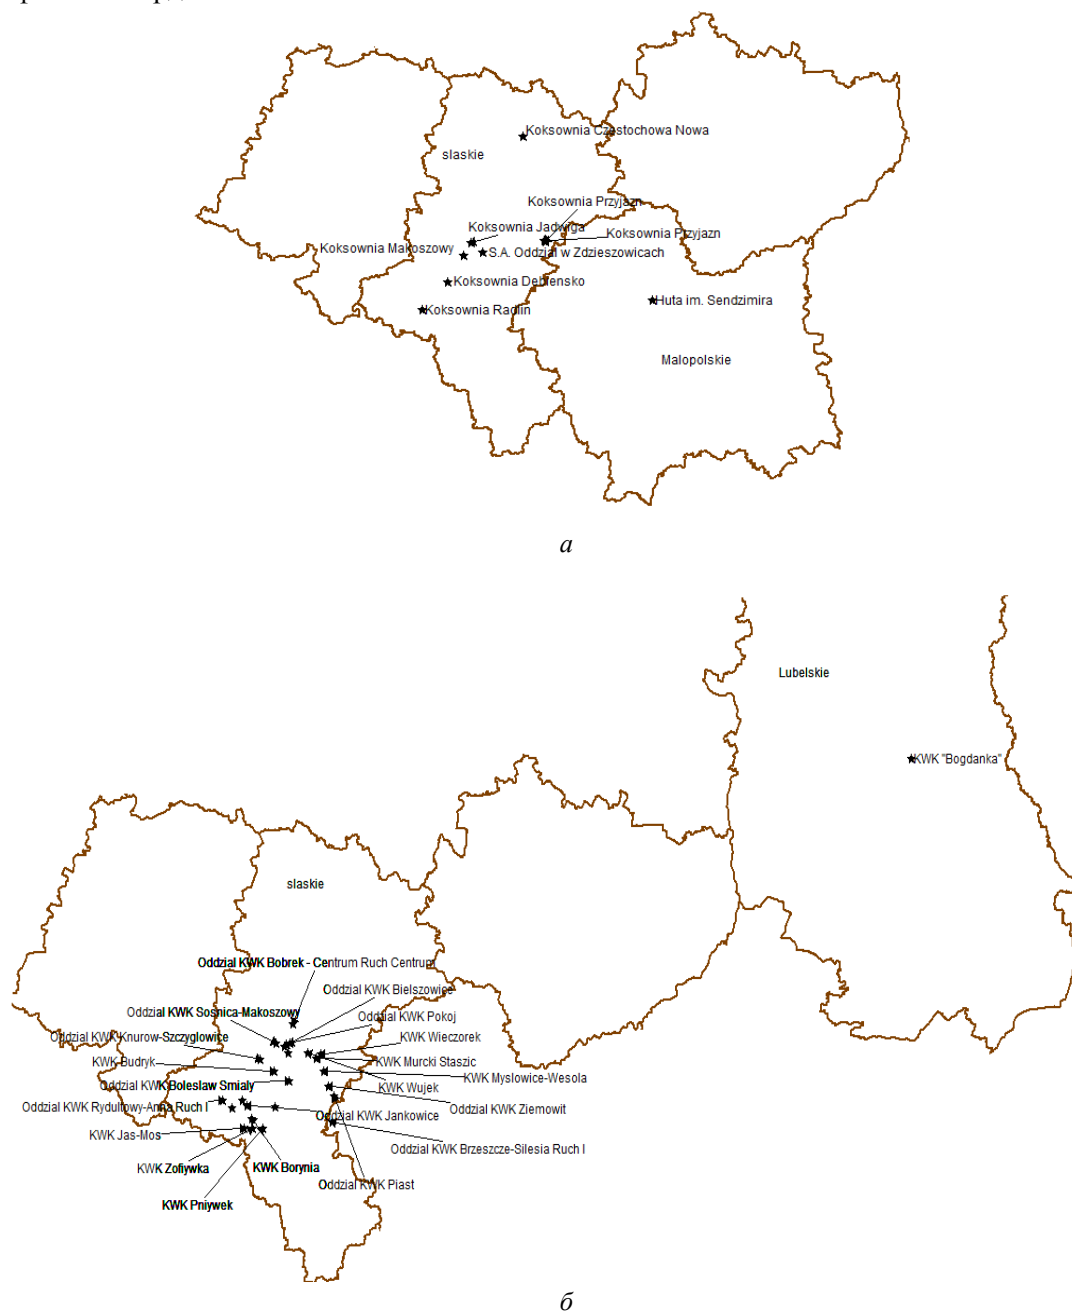 Koksownia Częstochowa Nowa
slaskie
Koksownia Przyjazn
Koksownia Jadwiga
Koksownia Przyjazn
Koksownia Makoszowy
S.A. Oddzial w Zdzieszowicach
Koksownia Dębiensko
Huta im. Sendzimira
Koksownia Radlin
Malopolskie
а
Lubelskie
KWK "Bogdanka"
slaskie
Oddzial KWK Bobrek - Centrum Ruch Centrum
Oddzial KWK Bielszowice
Oddzial KWK Sosnica-Makoszowy
Oddzial KWK Pokoj
Oddzial KWK Knurow-Szczyglowice
KWK Wieczorek
KWK Budryk
KWK Murcki Staszic
KWK Myslowice-Wesola
Oddzial KWK Boleslaw Smialy
KWK Wujek
Oddzial KWK Rydultowy-Anna Ruch I
Oddzial KWK Ziemowit
Oddzial KWK Jankowice
KWK Jas-Mos
Oddzial KWK Brzeszcze-Silesia Ruch I
KWK Zofiywka
KWK Borynia
Oddzial KWK Piast
KWK Pniywek
б